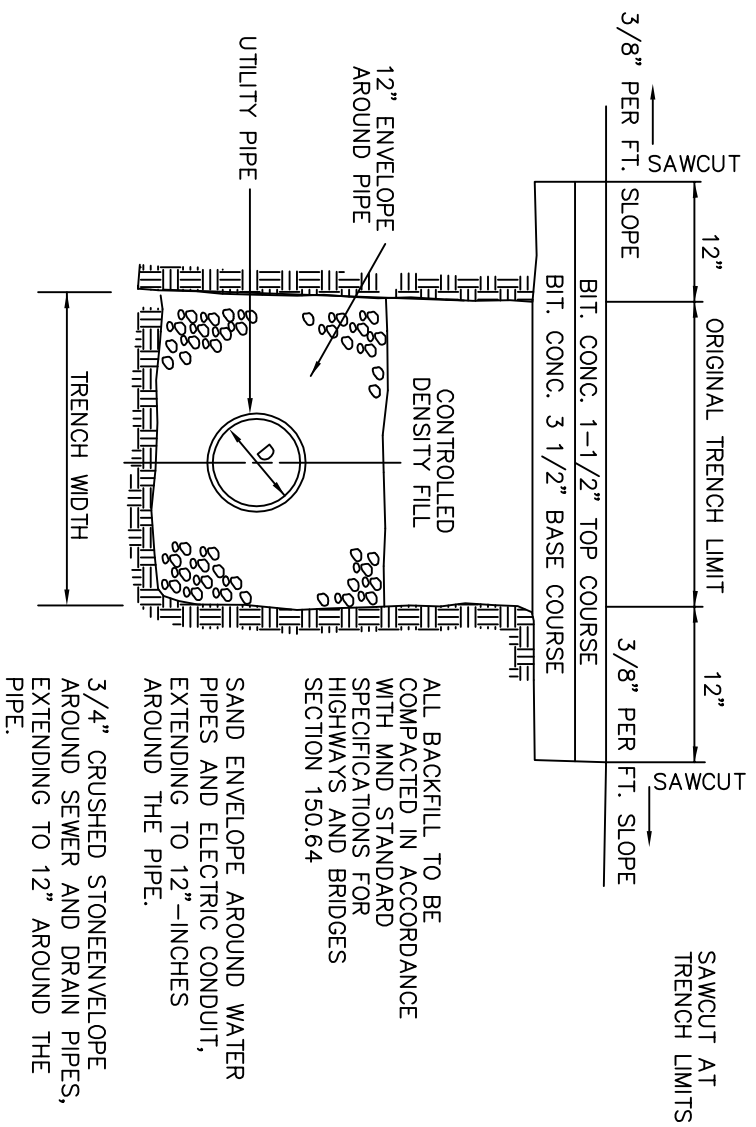 SAWCUT AT
TRENCH LIMITS
SAWCUT
12"
ORIGINAL TRENCH LIMIT
12"
SAWCUT
3/8" PER FT. SLOPE
3/8" PER FT. SLOPE
BIT. CONC. 1-1/2" TOP COURSE
BIT. CONC. 3 1/2" BASE COURSE
CONTROLLED
DENSITY FILL
12" ENVELOPE
AROUND PIPE
UTILITY PIPE
D
TRENCH WIDTH
ALL BACKFILL TO BE
COMPACTED IN ACCORDANCE
WITH MND STANDARD
SPECIFICATIONS FOR
HIGHWAYS AND BRIDGES
SECTION 150.64
SAND ENVELOPE AROUND WATER
PIPES AND ELECTRIC CONDUIT,
EXTENDING TO 12"-INCHES
AROUND THE PIPE.
3/4" CRUSHED STONEENVELOPE
AROUND SEWER AND DRAIN PIPES,
EXTENDING TO 12" AROUND THE
PIPE.